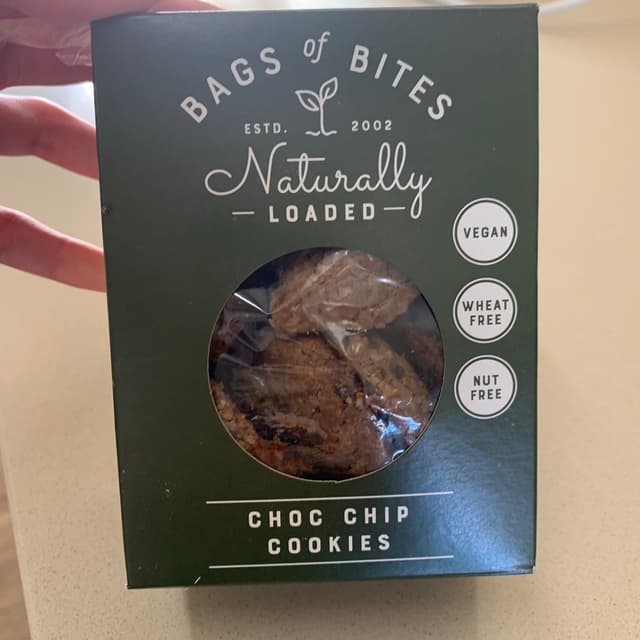 BAGS of BITES
ESTD. 2002
Naturally
LOADED
VEGAN
WHEAT
FREE
NUT
FREE
CHOC CHIP
COOKIES